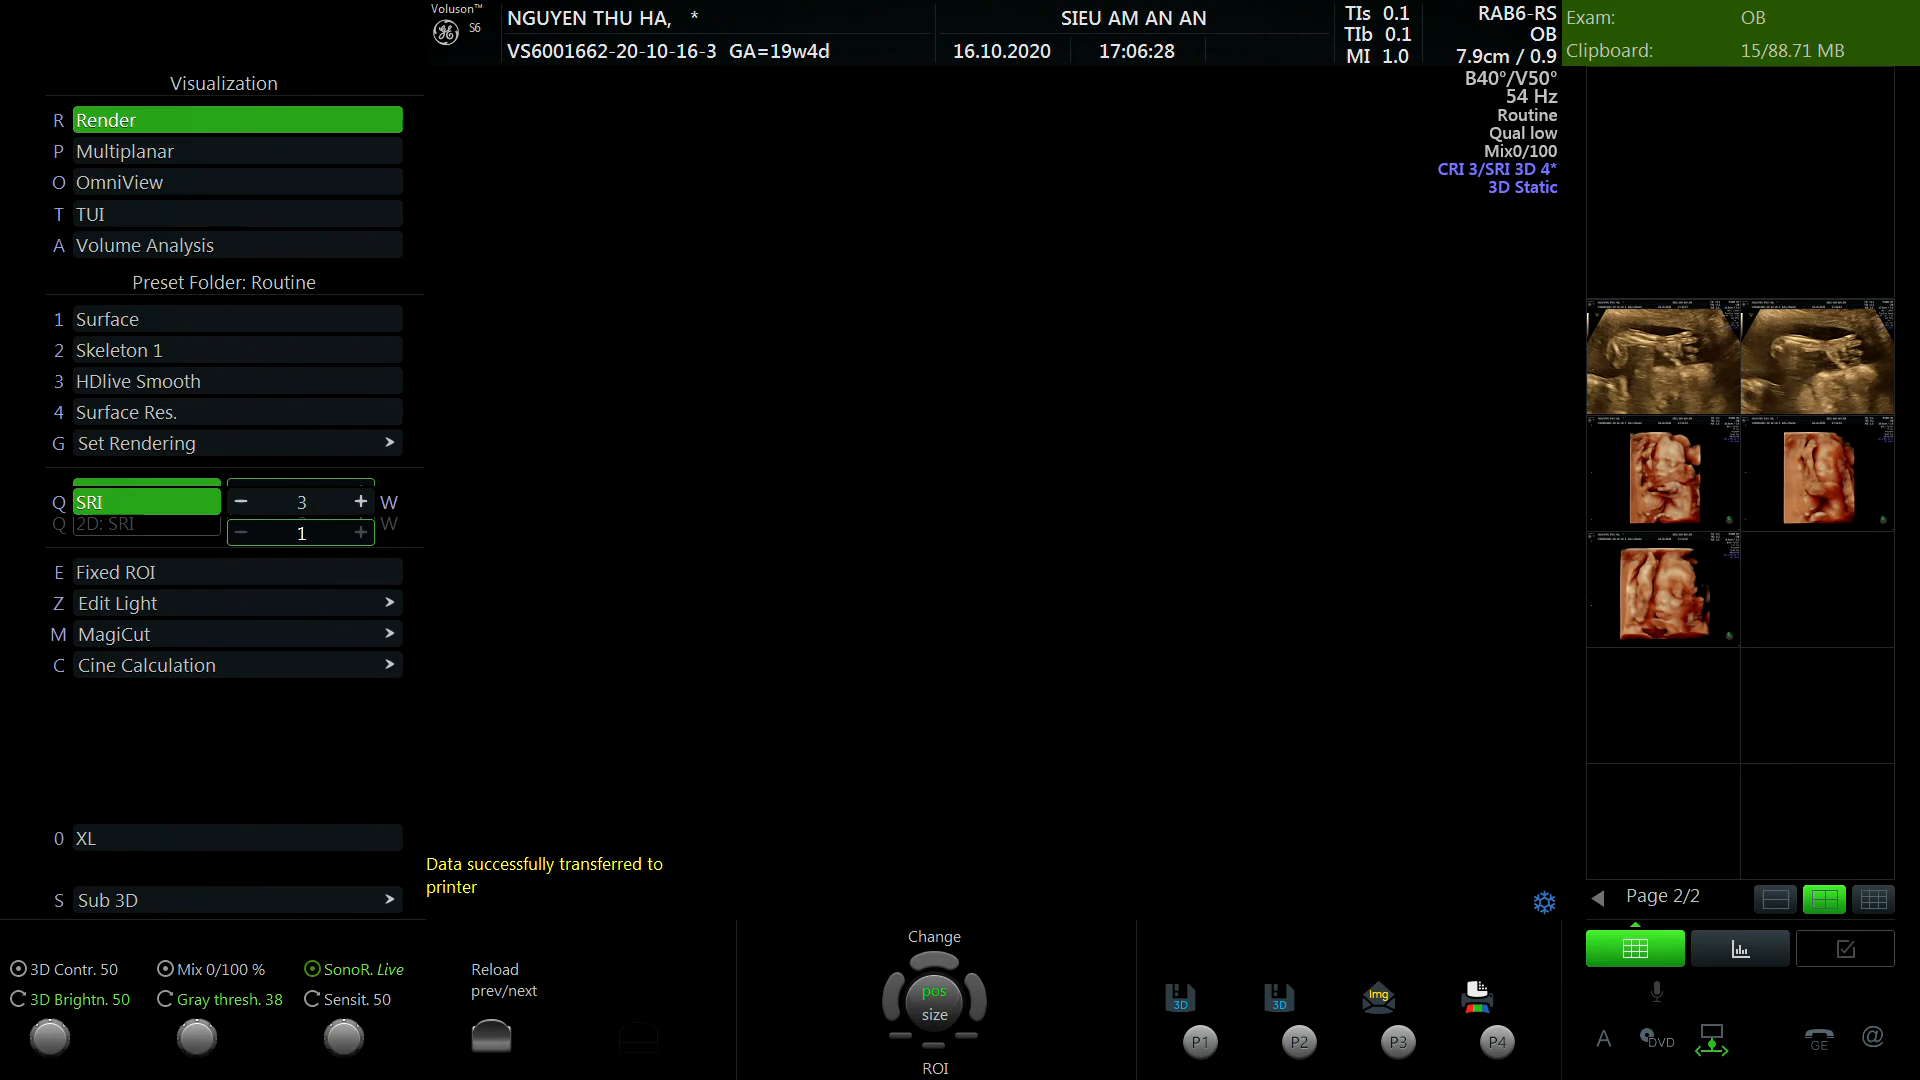 Voluson™
S6
NGUYEN THU HA, *
SIEU AM AN AN
VS6001662-20-10-16-3 GA=19w4d
16.10.2020
17:06:28
TIs 0.1
TIb 0.1
MI 1.0
RAB6-RS
OB
7.9cm / 0.9
B40°/V50°
54 Hz
Routine
Qual low
Mix0/100
CRI 3/SRI 3D 4*
3D Static
Exam: OB
Clipboard: 15/88.71 MB
Visualization
R Render
P Multiplanar
O OmniView
T TUI
A Volume Analysis
Preset Folder: Routine
1 Surface
2 Skeleton 1
3 HDlive Smooth
4 Surface Res.
G Set Rendering >
Q SRI − 3 + W
Q 2D: SRI W
− 1 +
E Fixed ROI
Z Edit Light >
M MagiCut >
C Cine Calculation >
0 XL
S Sub 3D >
Data successfully transferred to
printer
3D Contr. 50
Mix 0/100 %
SonoR. Live
3D Brightn. 50
Gray thresh. 38
Sensit. 50
Reload
prev/next
Change
pos
size
ROI
3D
3D
Img
P1
P2
P3
P4
Page 2/2
A
DVD
GE
@